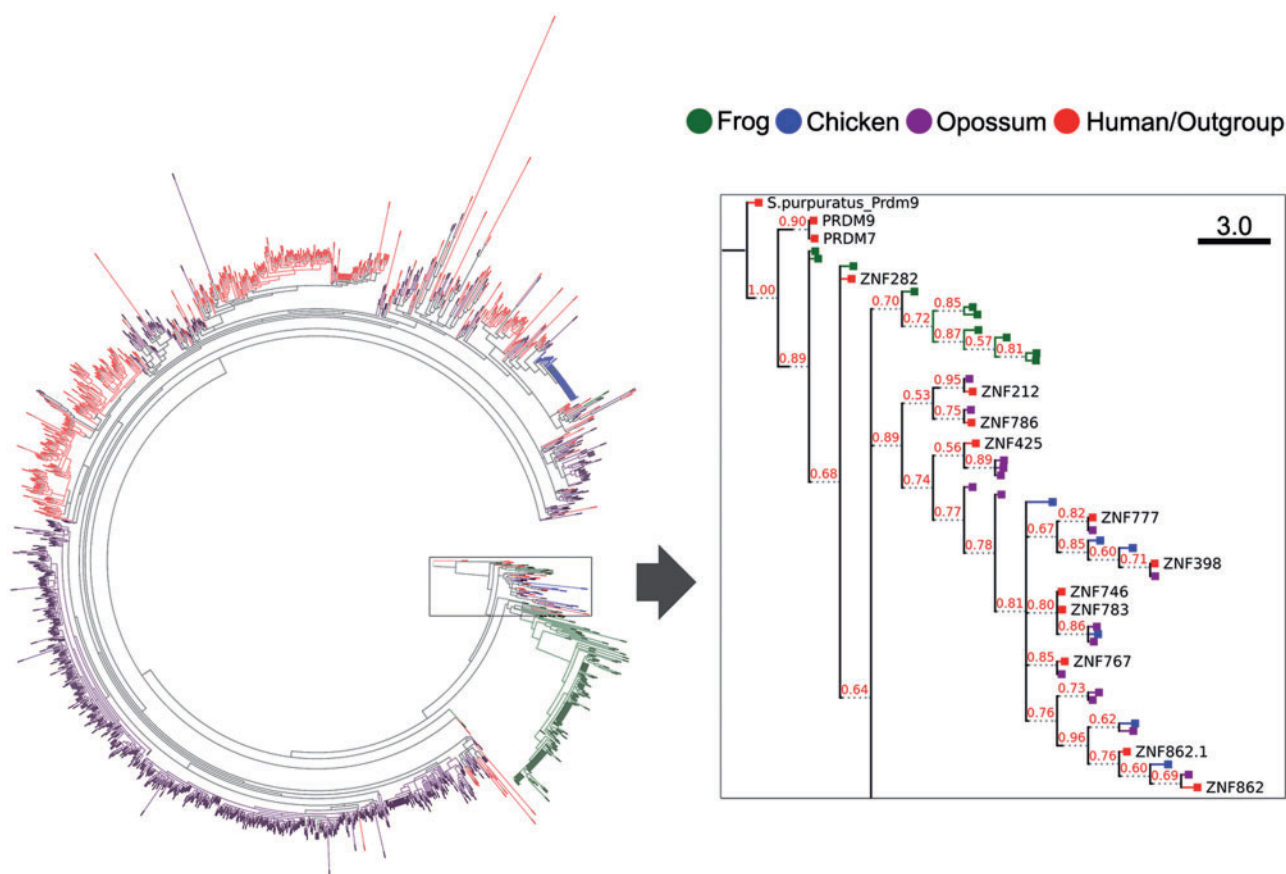 Frog Chicken Opossum Human/Outgroup
S.purpuratus_Prdm9
3.0
0.90 PRDM9
PRDM7
1.00
ZNF282
0.70
0.85
0.72
0.87 0.57 0.81
0.89
0.95
ZNF212
0.53
0.75
ZNF786
0.89
0.56 ZNF425
0.89
0.68
0.74
0.77
0.82 ZNF777
0.67
0.85 0.60 0.71
ZNF398
0.78
0.81 0.80 ZNF746
ZNF783
0.86
0.85 ZNF767
0.64
0.73
0.76
0.62
0.96
0.76 ZNF862.1
0.60 0.69
ZNF862